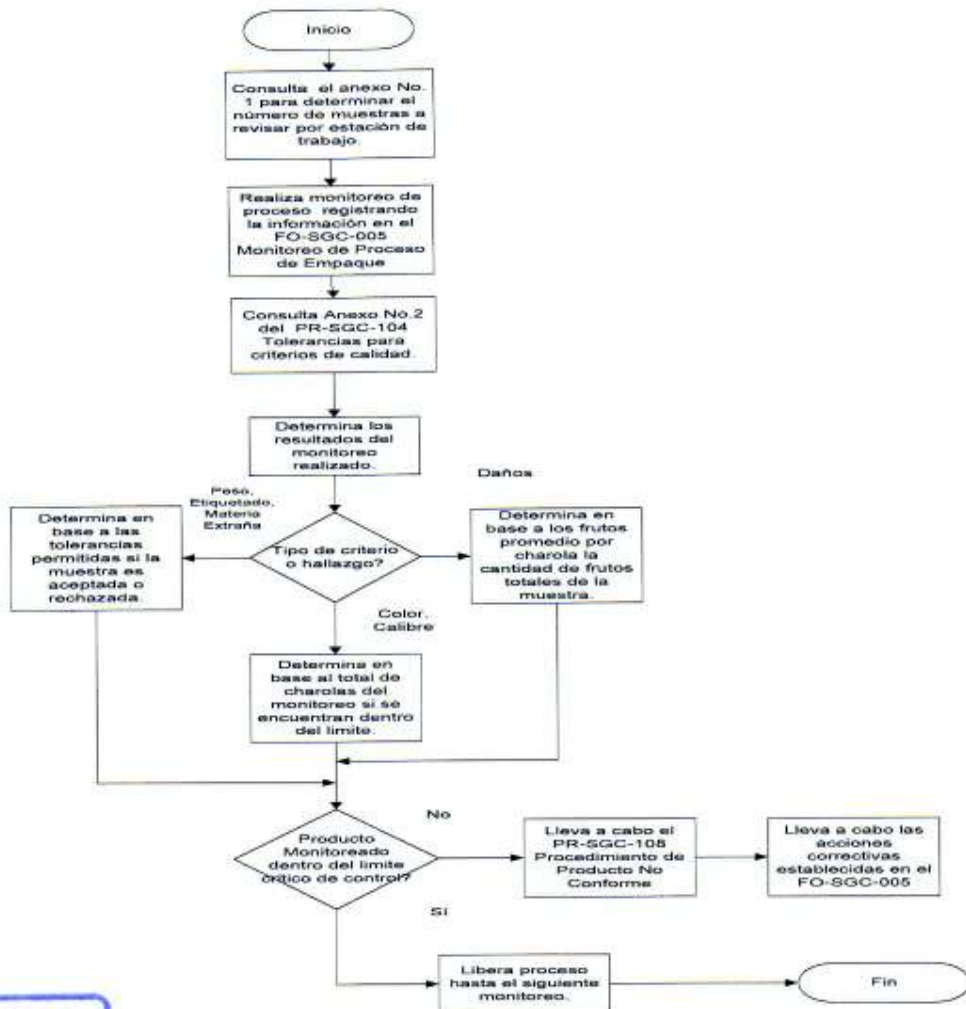 Inicio
Consulta el anexo No.
1 para determinar el
número de muestras a
revisar por estación de
trabajo.
Realiza monitoreo de
proceso registrando
la información en el
FO-SGC-005
Monitoreo de Proceso
de Empaque
Consulta Anexo No.2
del PR-SGC-104
Tolerancias para
criterios de calidad.
Determina los
resultados del
monitoreo
realizado.
Peso,
Etiquetado,
Materia
Extraña
Daños
Determina en
base a las
tolerancias
permitidas si la
muestra es
aceptada o
rechazada.
Tipo de criterio
o hallazgo?
Determina en
base a los frutos
promedio por
charola la
cantidad de frutos
totales de la
muestra.
Color,
Calibre
Determina en
base al total de
charolas del
monitoreo si se
encuentran dentro
del limite.
Producto
Monitoreado
dentro del limite
critico de control?
No
Lleva a cabo el
PR-SGC-108
Procedimiento de
Producto No
Conforme
Lleva a cabo las
acciones
correctivas
establecidas en el
FO-SGC-005
Sí
Libera proceso
hasta el siguiente
monitoreo.
Fin